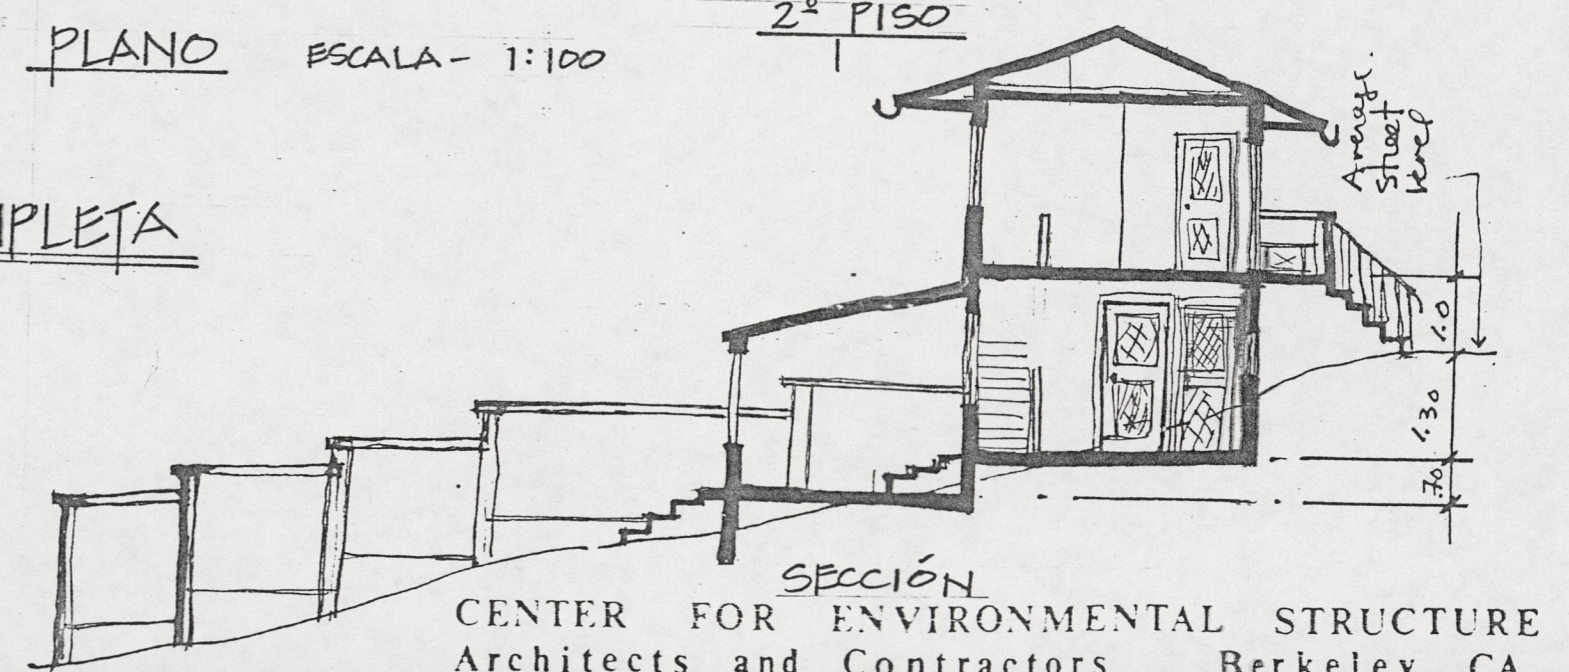 2º PISO
PLANO ESCALA - 1:100
MPLETA
Average
Street
level
1.0
1.30
.70
SECCIÓN
CENTER FOR ENVIRONMENTAL STRUCTURE
Architects and Contractors Berkeley CA